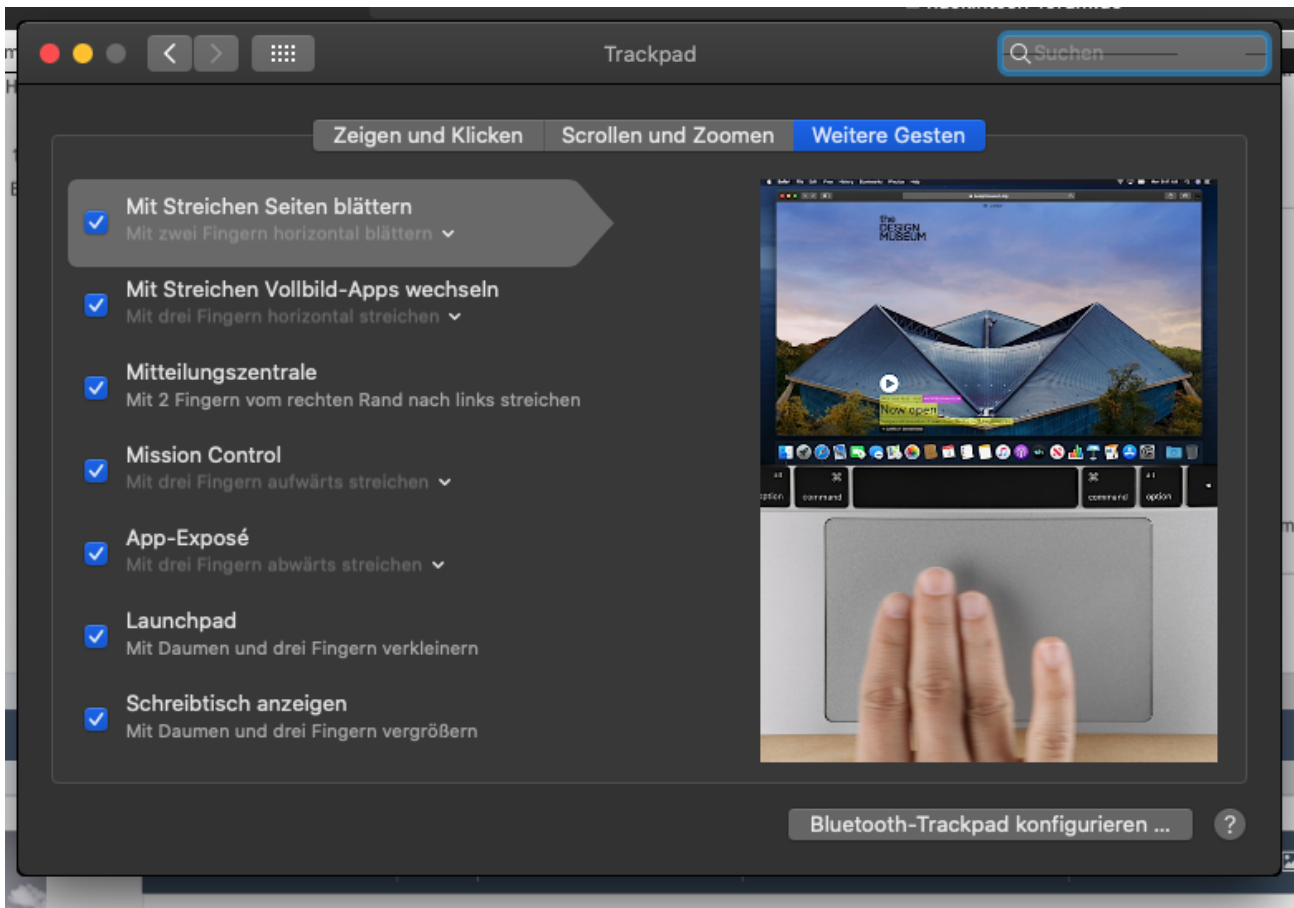 Trackpad
Suchen
Zeigen und Klicken
Scrollen und Zoomen
Weitere Gesten
Mit Streichen Seiten blättern
Mit zwei Fingern horizontal blättern
Mit Streichen Vollbild-Apps wechseln
Mit drei Fingern horizontal streichen
Mitteilungszentrale
Mit 2 Fingern vom rechten Rand nach links streichen
Mission Control
Mit drei Fingern aufwärts streichen
App-Exposé
Mit drei Fingern abwärts streichen
Launchpad
Mit Daumen und drei Fingern verkleinern
Schreibtisch anzeigen
Mit Daumen und drei Fingern vergrößern
the
DESIGN
MUSEUM
Now open
option
⌘
command
⌘
command
option
Bluetooth-Trackpad konfigurieren ...
?